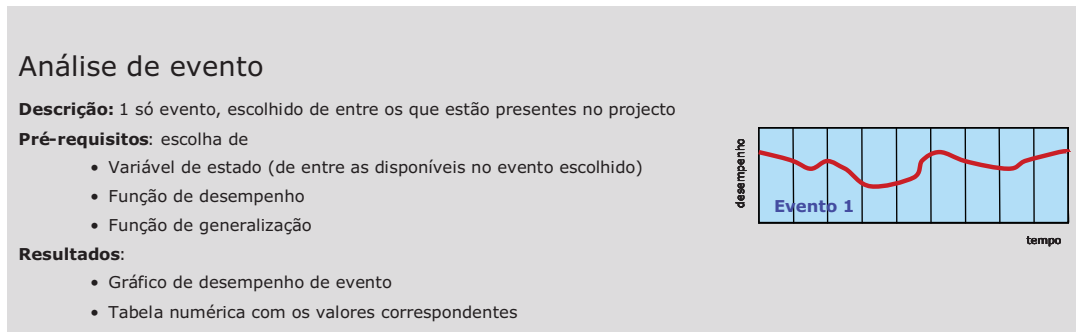 Análise de evento
Descrição: 1 só evento, escolhido de entre os que estão presentes no projecto
Pré-requisitos: escolha de
• Variável de estado (de entre as disponíveis no evento escolhido)
• Função de desempenho
• Função de generalização
Resultados:
• Gráfico de desempenho de evento
• Tabela numérica com os valores correspondentes
desempenho
Evento 1
tempo